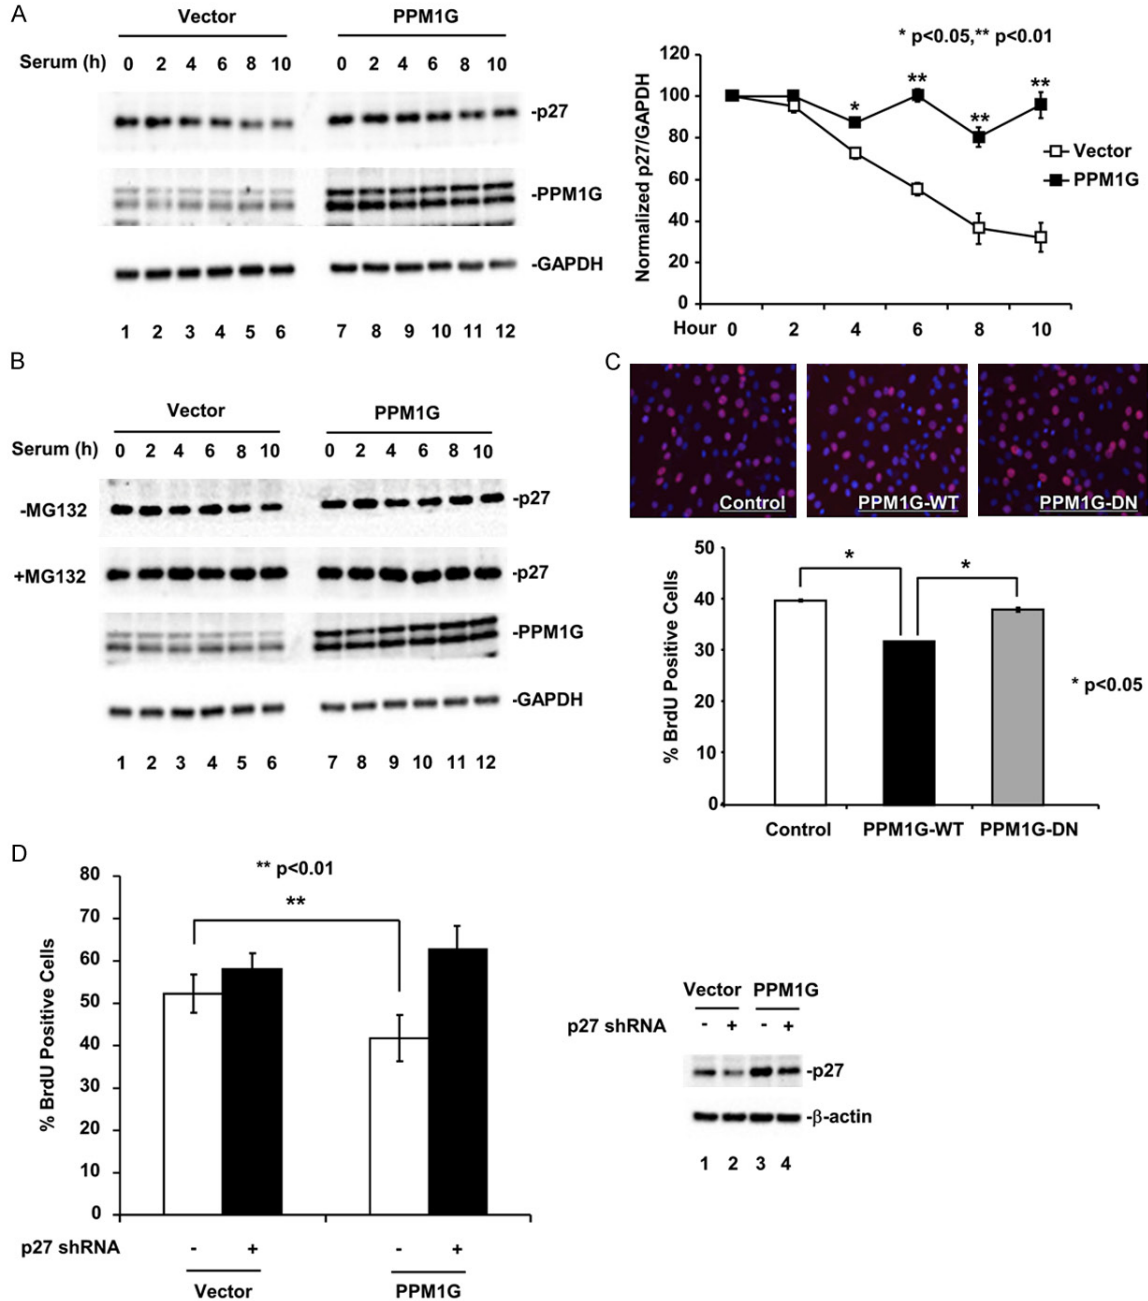 A
Vector PPM1G
Serum (h) 0 2 4 6 8 10 0 2 4 6 8 10
-p27
-PPM1G
-GAPDH
1 2 3 4 5 6 7 8 9 10 11 12
* p<0.05,** p<0.01
Normalized p27/GAPDH
120
100
80
60
40
20
0
* ** ** **
Vector
PPM1G
Hour 0 2 4 6 8 10
B
Vector PPM1G
Serum (h) 0 2 4 6 8 10 0 2 4 6 8 10
-MG132 -p27
+MG132 -p27
-PPM1G
-GAPDH
1 2 3 4 5 6 7 8 9 10 11 12
C
Control PPM1G-WT PPM1G-DN
% BrdU Positive Cells
50
40
30
20
10
0
* *
* p<0.05
Control PPM1G-WT PPM1G-DN
D
** p<0.01
**
% BrdU Positive Cells
80
70
60
50
40
30
20
10
0
p27 shRNA - + - +
Vector PPM1G
Vector PPM1G
p27 shRNA - + - +
-p27
-β-actin
1 2 3 4